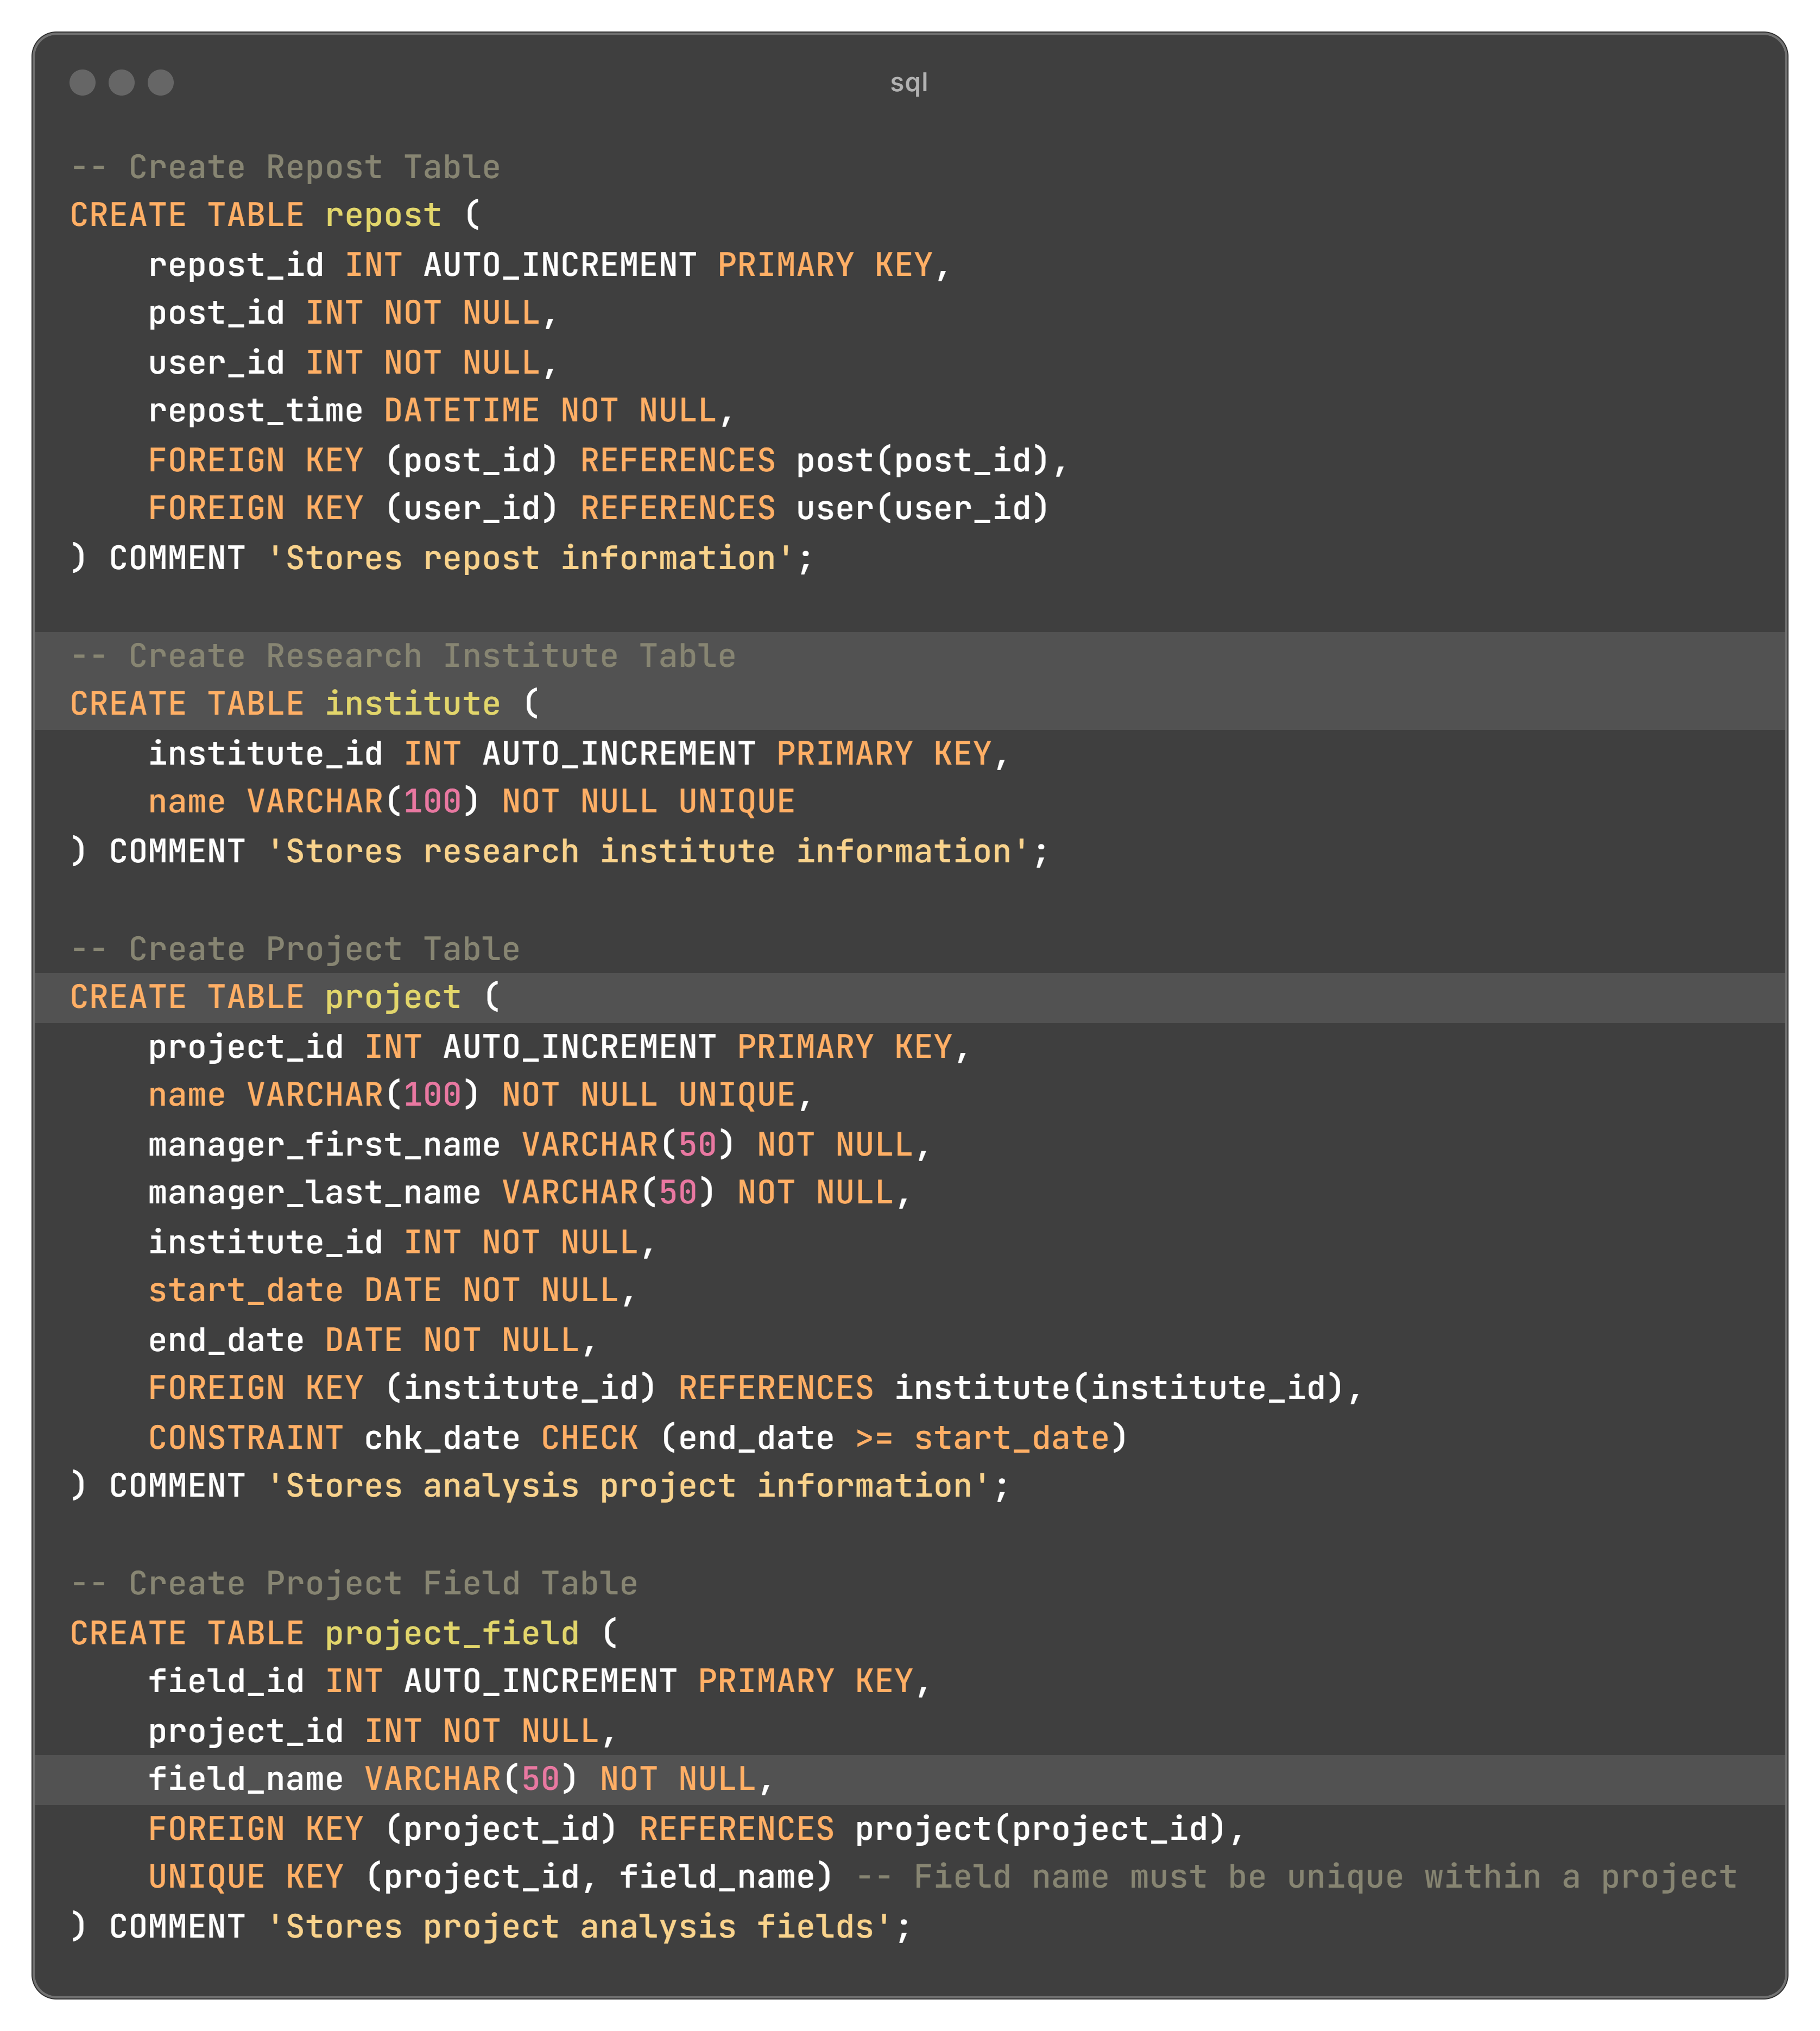 sql
-- Create Repost Table
CREATE TABLE repost (
    repost_id INT AUTO_INCREMENT PRIMARY KEY,
    post_id INT NOT NULL,
    user_id INT NOT NULL,
    repost_time DATETIME NOT NULL,
    FOREIGN KEY (post_id) REFERENCES post(post_id),
    FOREIGN KEY (user_id) REFERENCES user(user_id)
) COMMENT 'Stores repost information';
-- Create Research Institute Table
CREATE TABLE institute (
    institute_id INT AUTO_INCREMENT PRIMARY KEY,
    name VARCHAR(100) NOT NULL UNIQUE
) COMMENT 'Stores research institute information';
-- Create Project Table
CREATE TABLE project (
    project_id INT AUTO_INCREMENT PRIMARY KEY,
    name VARCHAR(100) NOT NULL UNIQUE,
    manager_first_name VARCHAR(50) NOT NULL,
    manager_last_name VARCHAR(50) NOT NULL,
    institute_id INT NOT NULL,
    start_date DATE NOT NULL,
    end_date DATE NOT NULL,
    FOREIGN KEY (institute_id) REFERENCES institute(institute_id),
    CONSTRAINT chk_date CHECK (end_date >= start_date)
) COMMENT 'Stores analysis project information';
-- Create Project Field Table
CREATE TABLE project_field (
    field_id INT AUTO_INCREMENT PRIMARY KEY,
    project_id INT NOT NULL,
    field_name VARCHAR(50) NOT NULL,
    FOREIGN KEY (project_id) REFERENCES project(project_id),
    UNIQUE KEY (project_id, field_name) -- Field name must be unique within a project
) COMMENT 'Stores project analysis fields';